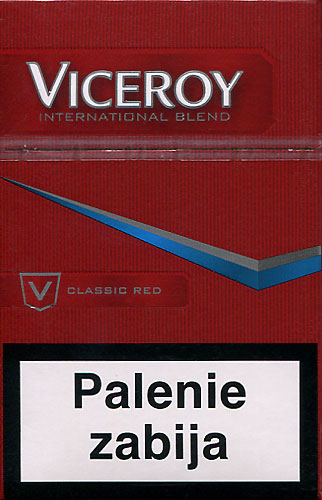 VICEROY
INTERNATIONAL BLEND
V CLASSIC RED
Palenie
zabija